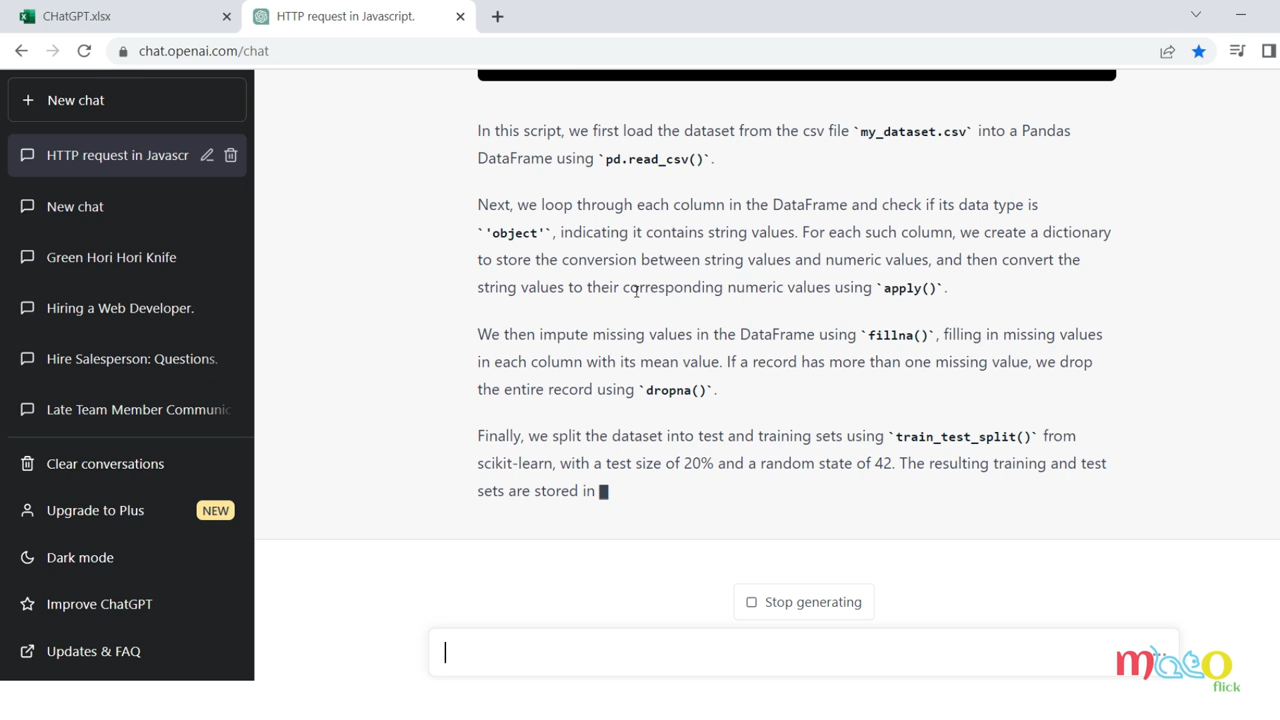 CHatGPT.xlsx
HTTP request in Javascript.
chat.openai.com/chat
New chat
HTTP request in Javascr
New chat
Green Hori Hori Knife
Hiring a Web Developer.
Hire Salesperson: Questions.
Late Team Member Communic
Clear conversations
Upgrade to Plus NEW
Dark mode
Improve ChatGPT
Updates & FAQ
In this script, we first load the dataset from the csv file `my_dataset.csv` into a Pandas
DataFrame using `pd.read_csv()`.
Next, we loop through each column in the DataFrame and check if its data type is
`'object'`, indicating it contains string values. For each such column, we create a dictionary
to store the conversion between string values and numeric values, and then convert the
string values to their corresponding numeric values using `apply()`.
We then impute missing values in the DataFrame using `fillna()`, filling in missing values
in each column with its mean value. If a record has more than one missing value, we drop
the entire record using `dropna()`.
Finally, we split the dataset into test and training sets using `train_test_split()` from
scikit-learn, with a test size of 20% and a random state of 42. The resulting training and test
sets are stored in
Stop generating
flick